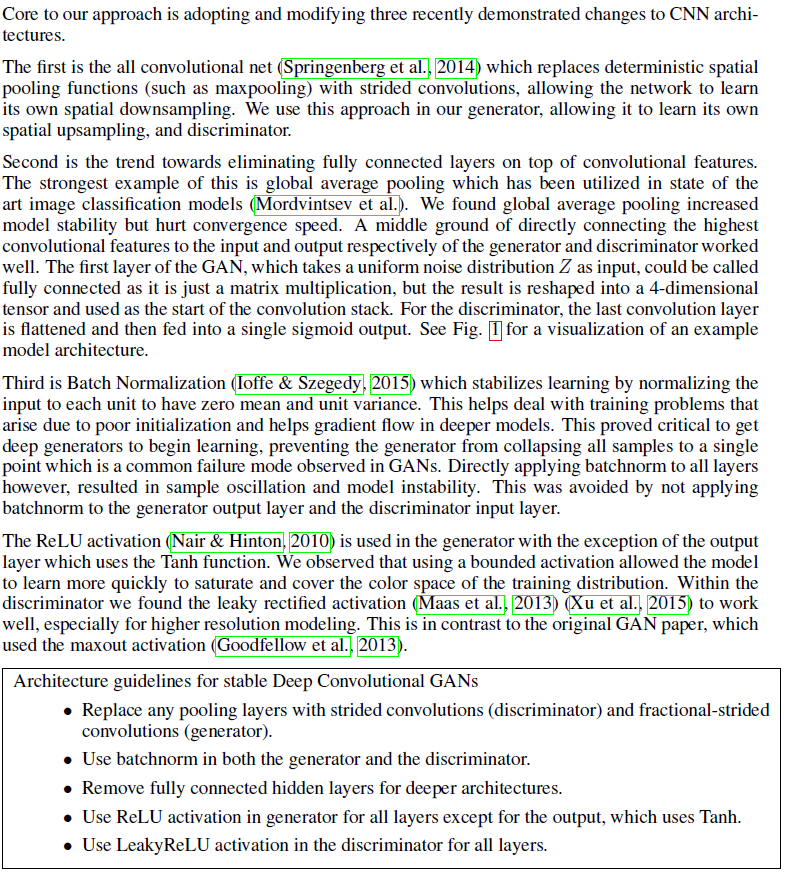 Core to our approach is adopting and modifying three recently demonstrated changes to CNN archi-
tectures.
The first is the all convolutional net (Springenberg et al., 2014) which replaces deterministic spatial
pooling functions (such as maxpooling) with strided convolutions, allowing the network to learn
its own spatial downsampling. We use this approach in our generator, allowing it to learn its own
spatial upsampling, and discriminator.
Second is the trend towards eliminating fully connected layers on top of convolutional features.
The strongest example of this is global average pooling which has been utilized in state of the
art image classification models (Mordvintsev et al.). We found global average pooling increased
model stability but hurt convergence speed. A middle ground of directly connecting the highest
convolutional features to the input and output respectively of the generator and discriminator worked
well. The first layer of the GAN, which takes a uniform noise distribution Z as input, could be called
fully connected as it is just a matrix multiplication, but the result is reshaped into a 4-dimensional
tensor and used as the start of the convolution stack. For the discriminator, the last convolution layer
is flattened and then fed into a single sigmoid output. See Fig. 1 for a visualization of an example
model architecture.
Third is Batch Normalization (Ioffe & Szegedy, 2015) which stabilizes learning by normalizing the
input to each unit to have zero mean and unit variance. This helps deal with training problems that
arise due to poor initialization and helps gradient flow in deeper models. This proved critical to get
deep generators to begin learning, preventing the generator from collapsing all samples to a single
point which is a common failure mode observed in GANs. Directly applying batchnorm to all layers
however, resulted in sample oscillation and model instability. This was avoided by not applying
batchnorm to the generator output layer and the discriminator input layer.
The ReLU activation (Nair & Hinton, 2010) is used in the generator with the exception of the output
layer which uses the Tanh function. We observed that using a bounded activation allowed the model
to learn more quickly to saturate and cover the color space of the training distribution. Within the
discriminator we found the leaky rectified activation (Maas et al., 2013) (Xu et al., 2015) to work
well, especially for higher resolution modeling. This is in contrast to the original GAN paper, which
used the maxout activation (Goodfellow et al., 2013).
Architecture guidelines for stable Deep Convolutional GANs
• Replace any pooling layers with strided convolutions (discriminator) and fractional-strided
convolutions (generator).
• Use batchnorm in both the generator and the discriminator.
• Remove fully connected hidden layers for deeper architectures.
• Use ReLU activation in generator for all layers except for the output, which uses Tanh.
• Use LeakyReLU activation in the discriminator for all layers.